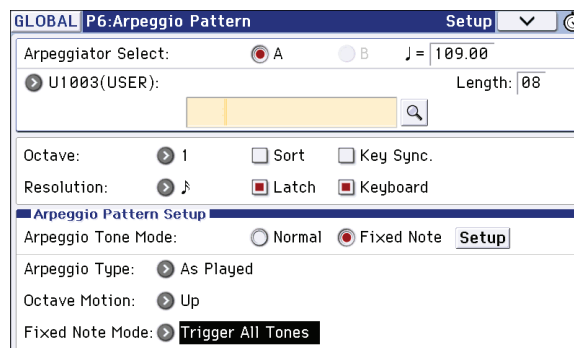 GLOBAL P6:Arpeggio Pattern Setup
Arpeggiator Select: A B ♩= 109.00
U1003(USER): Length: 08
Octave: 1 Sort Key Sync.
Resolution: Latch Keyboard
Arpeggio Pattern Setup
Arpeggio Tone Mode: Normal Fixed Note Setup
Arpeggio Type: As Played
Octave Motion: Up
Fixed Note Mode: Trigger All Tones